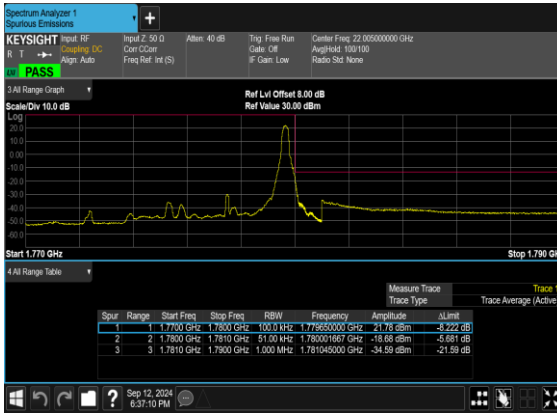 Spectrum Analyzer 1
Spurious Emissions
+
KEYSIGHT Input: RF Input Z: 50 Ω Atten: 40 dB Trig: Free Run Center Freq: 22.005000000 GHz
R T Coupling: DC Corr CCorr Gate: Off Avg|Hold: 100/100
Align: Auto Freq Ref: Int (S) IF Gain: Low Radio Std: None
PASS
3 All Range Graph
Ref Lvl Offset 8.00 dB
Scale/Div 10.0 dB Ref Value 30.00 dBm
Log
20.0
10.0
0.00
-10.0
-20.0
-30.0
-40.0
-50.0
-60.0
Start 1.770 GHz Stop 1.790 GH
4 All Range Table
Measure Trace Trace 1
Trace Type Trace Average (Active
Spur Range Start Freq Stop Freq RBW Frequency Amplitude ΔLimit
1 1 1.7700 GHz 1.7800 GHz 100.0 kHz 1.779650000 GHz 21.78 dBm -8.222 dB
2 2 1.7800 GHz 1.7810 GHz 51.00 kHz 1.780001667 GHz -18.68 dBm -5.681 dB
3 3 1.7810 GHz 1.7900 GHz 1.000 MHz 1.781045000 GHz -34.59 dBm -21.59 dB
? Sep 12, 2024
6:37:10 PM